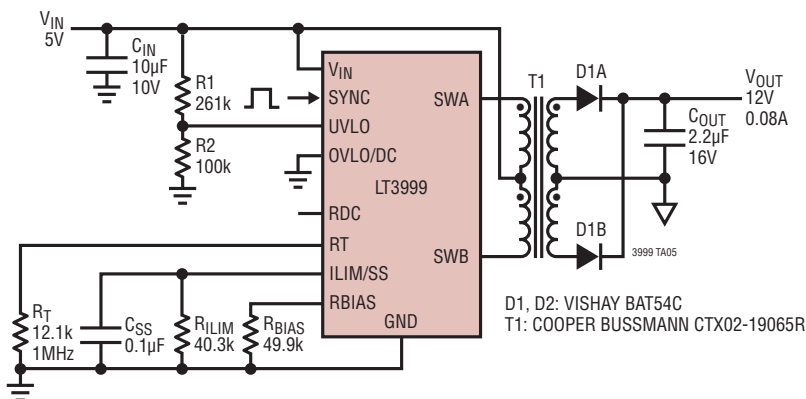 VIN
5V
CIN
10µF
10V
R1
261k
R2
100k
VIN
SYNC
UVLO
OVLO/DC
LT3999
RDC
RT
ILIM/SS
RBIAS
GND
SWA
SWB
T1
D1A
D1B
VOUT
12V
0.08A
COUT
2.2µF
16V
3999 TA05
RT
12.1k
1MHz
CSS
0.1µF
RILIM
40.3k
RBIAS
49.9k
D1, D2: VISHAY BAT54C
T1: COOPER BUSSMANN CTX02-19065R